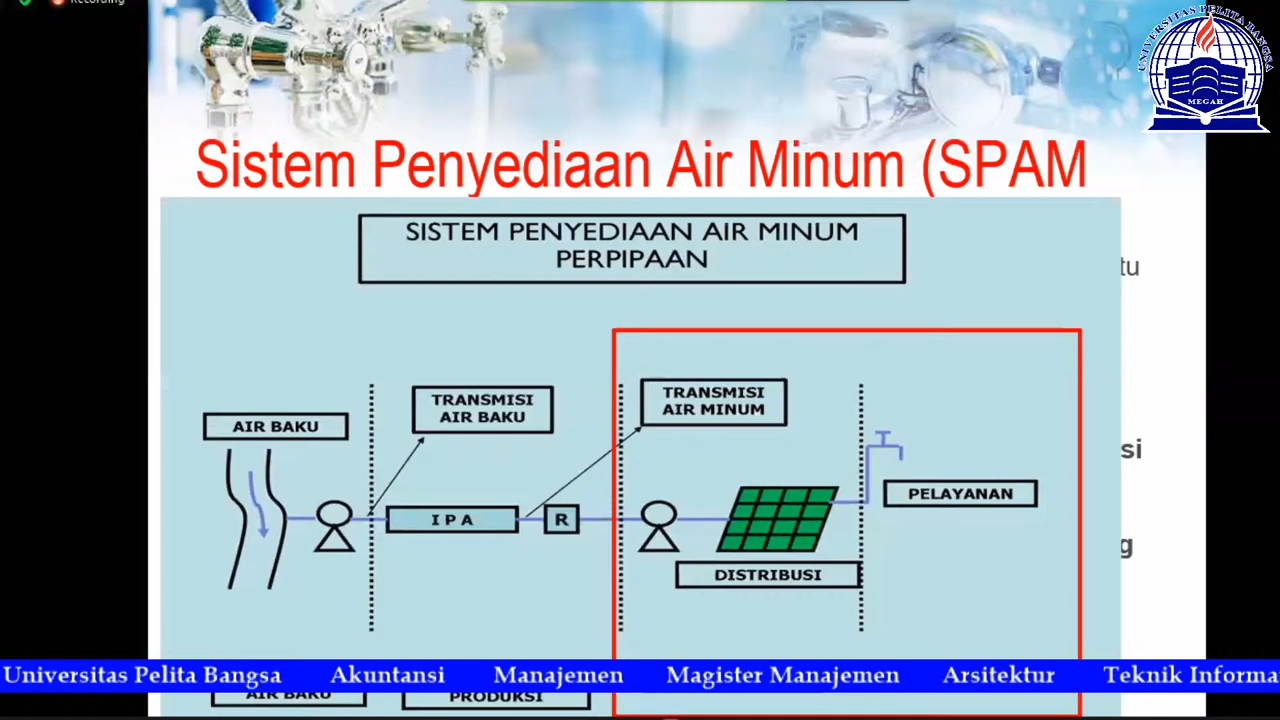 Recording
UNIVERSITAS PELITA BANGSA
MEGAH
Sistem Penyediaan Air Minum (SPAM
SISTEM PENYEDIAAN AIR MINUM
PERPIPAAN
tu
TRANSMISI
AIR BAKU
TRANSMISI
AIR MINUM
AIR BAKU
si
PELAYANAN
I P A
R
g
DISTRIBUSI
Universitas Pelita Bangsa Akuntansi Manajemen Magister Manajemen Arsitektur Teknik Informa
AIR BAKU
PRODUKSI